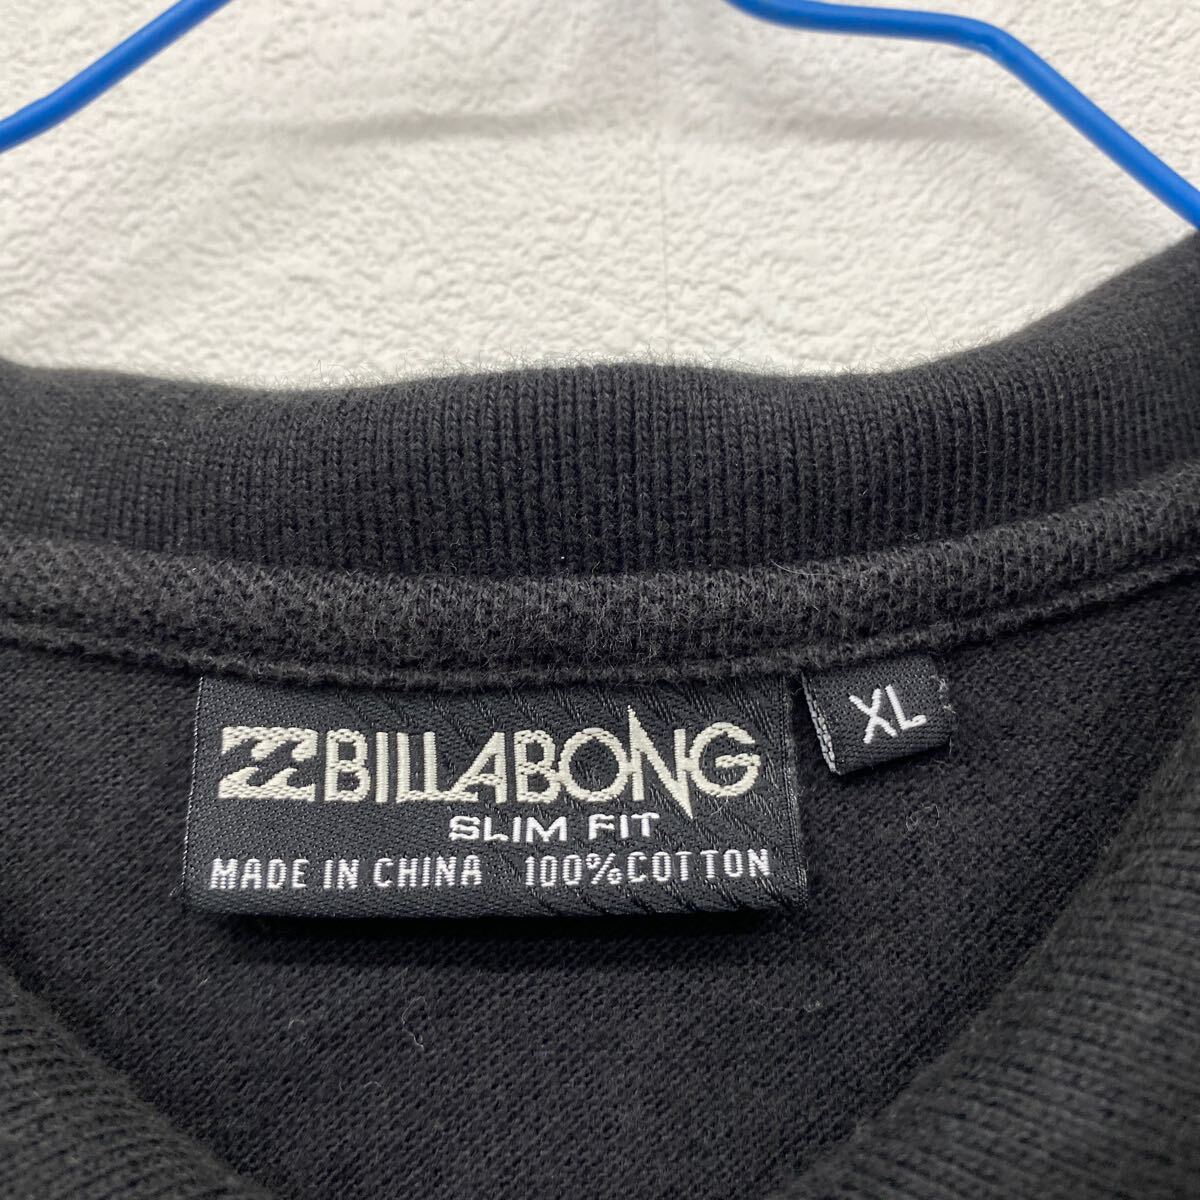 BILLABONG
SLIM FIT
MADE IN CHINA 100%COTTON
XL